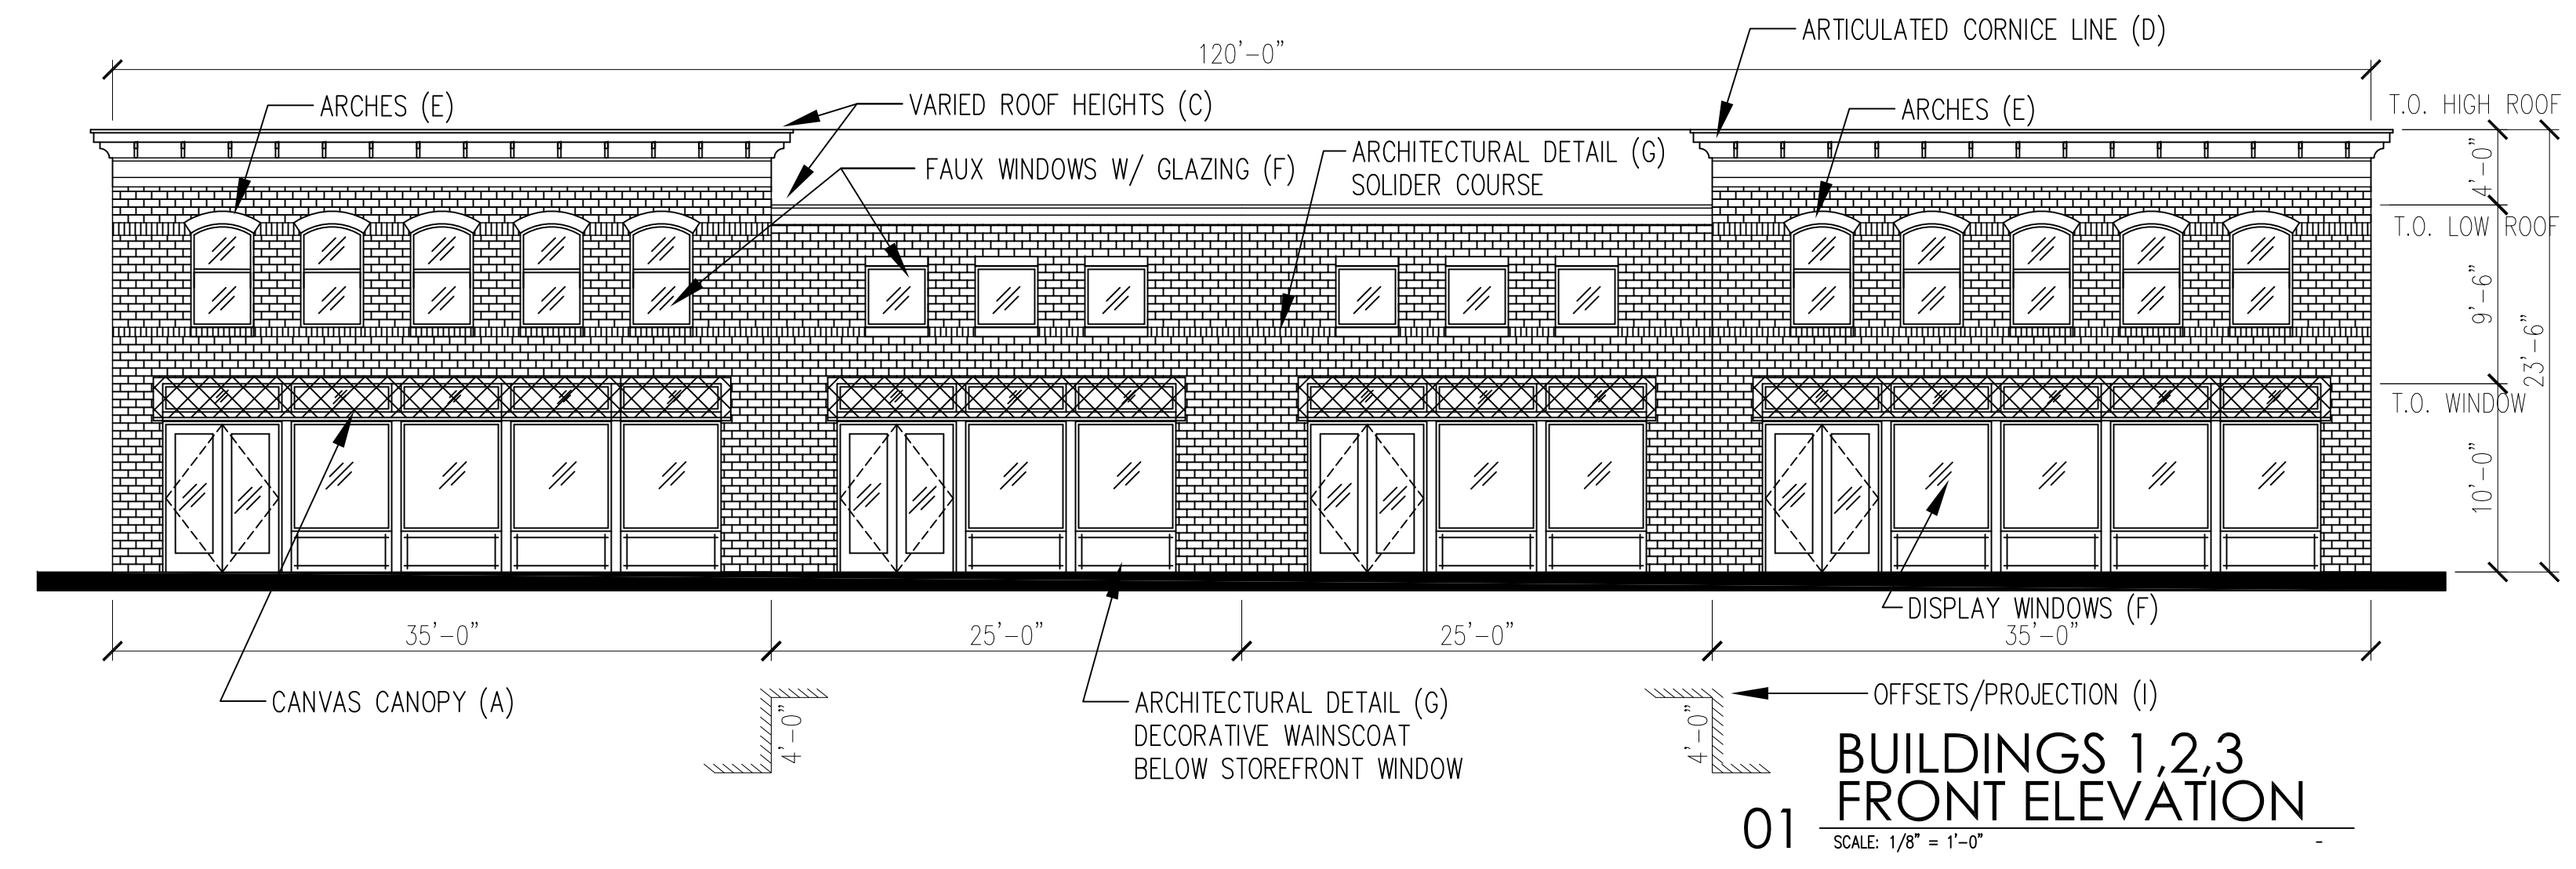 ARTICULATED CORNICE LINE (D)
120'-0"
ARCHES (E)
VARIED ROOF HEIGHTS (C)
ARCHES (E)
T.O. HIGH ROOF
FAUX WINDOWS W/ GLAZING (F)
ARCHITECTURAL DETAIL (G)
SOLIDER COURSE
4'-0"
T.O. LOW ROOF
9'-6"
23'-6"
T.O. WINDOW
10'-0"
DISPLAY WINDOWS (F)
35'-0"
25'-0"
25'-0"
35'-0"
CANVAS CANOPY (A)
4'-0"
ARCHITECTURAL DETAIL (G)
DECORATIVE WAINSCOAT
BELOW STOREFRONT WINDOW
4'-0"
OFFSETS/PROJECTION (I)
BUILDINGS 1,2,3
FRONT ELEVATION
01
SCALE: 1/8" = 1'-0"
-